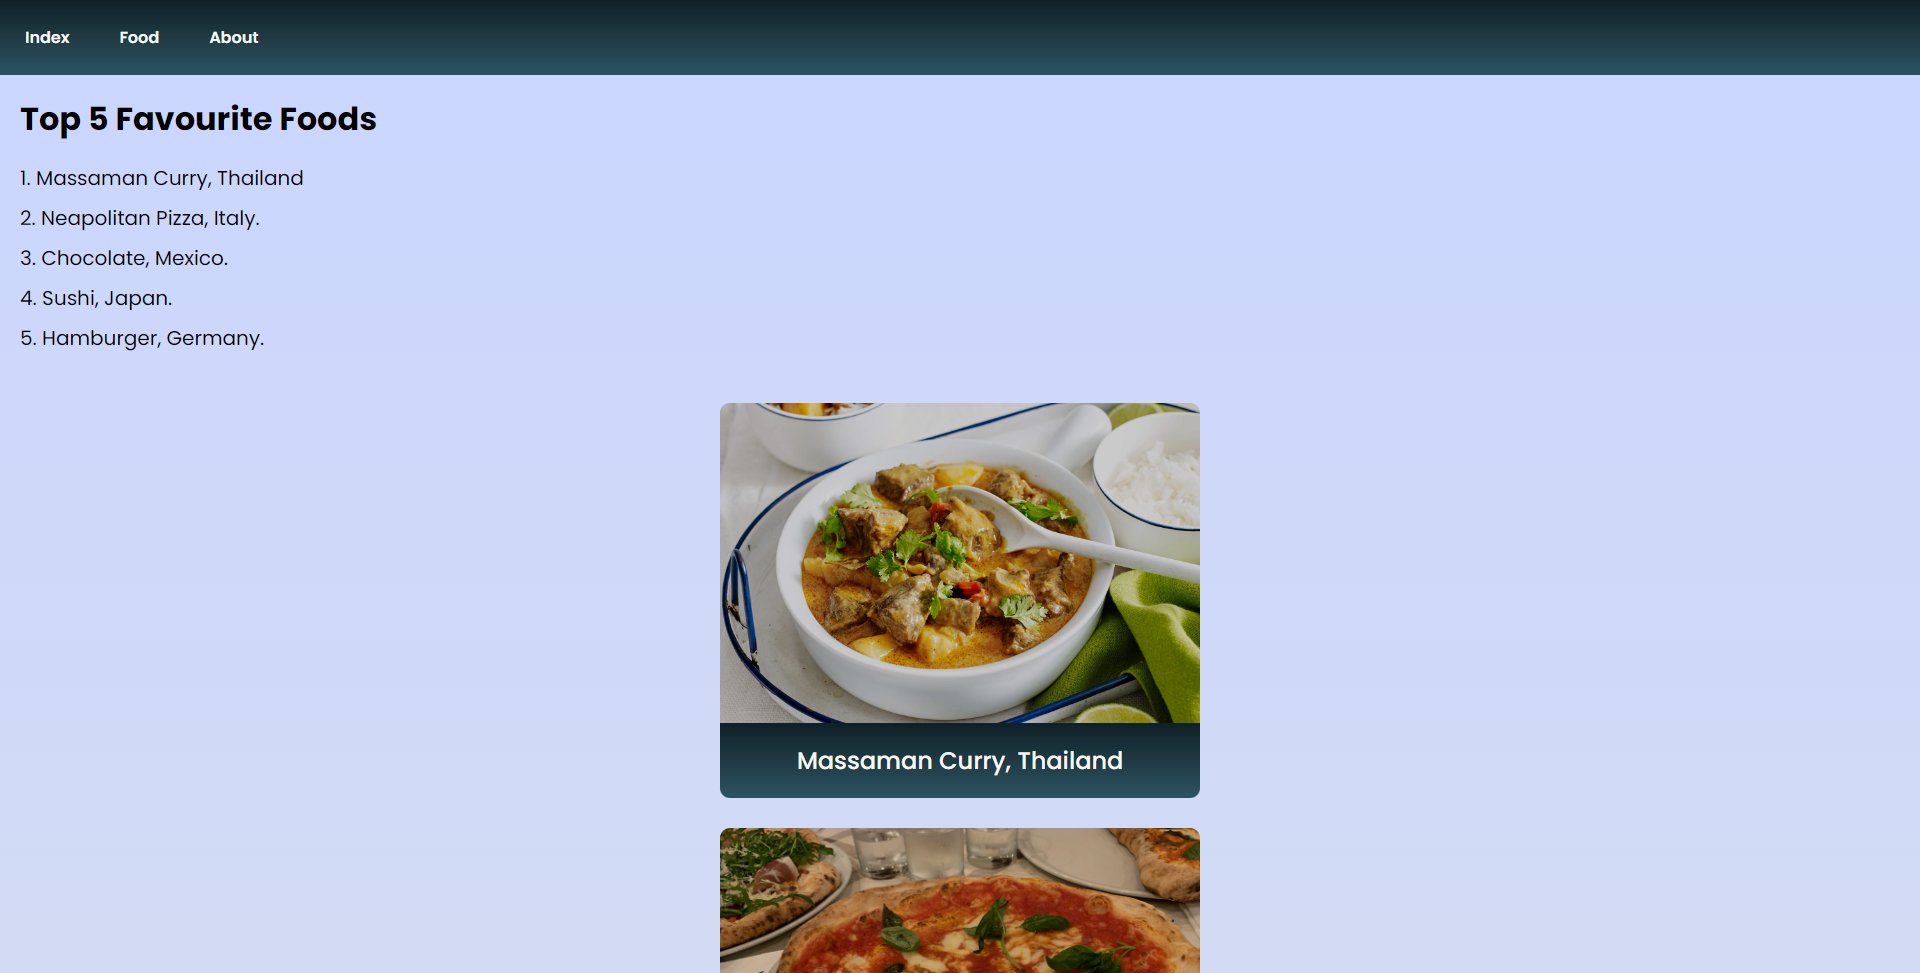 Index Food About
Top 5 Favourite Foods
1. Massaman Curry, Thailand
2. Neapolitan Pizza, Italy.
3. Chocolate, Mexico.
4. Sushi, Japan.
5. Hamburger, Germany.
Massaman Curry, Thailand